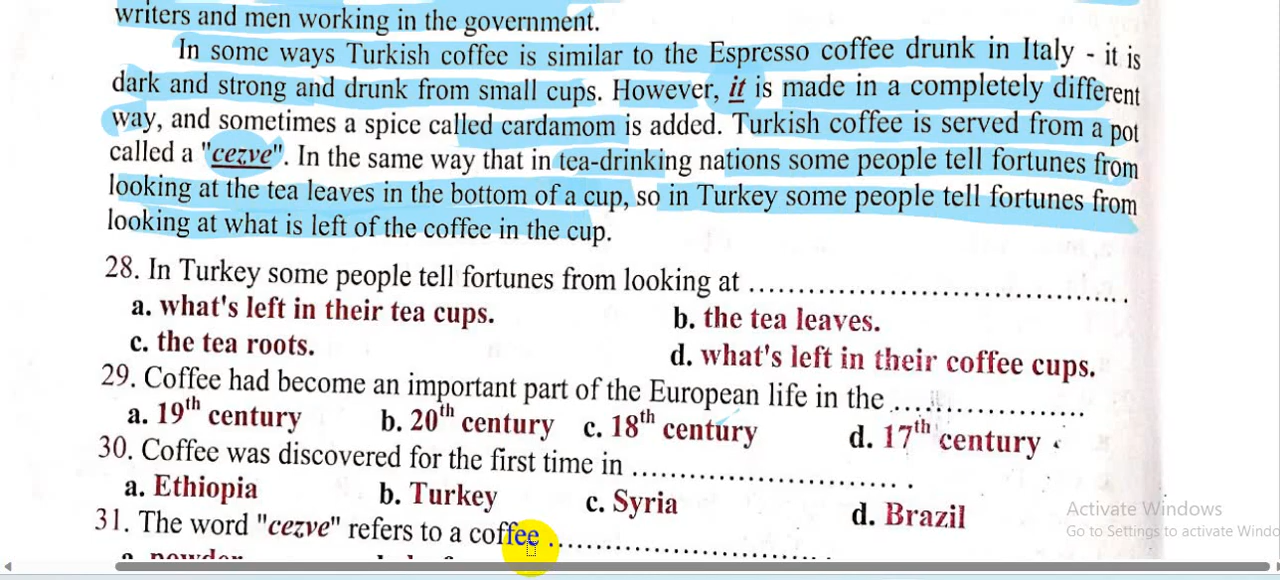 writers and men working in the government.
In some ways Turkish coffee is similar to the Espresso coffee drunk in Italy - it is
dark and strong and drunk from small cups. However, it is made in a completely different
way, and sometimes a spice called cardamom is added. Turkish coffee is served from a pot
called a "cezve". In the same way that in tea-drinking nations some people tell fortunes from
looking at the tea leaves in the bottom of a cup, so in Turkey some people tell fortunes from
looking at what is left of the coffee in the cup.
28. In Turkey some people tell fortunes from looking at ........................................
a. what's left in their tea cups. b. the tea leaves.
c. the tea roots. d. what's left in their coffee cups.
29. Coffee had become an important part of the European life in the ....................
a. 19th century b. 20th century c. 18th century d. 17th century
30. Coffee was discovered for the first time in ..............................
a. Ethiopia b. Turkey c. Syria d. Brazil
31. The word "cezve" refers to a coffee ..............................
Activate Windows
Go to Settings to activate Windo